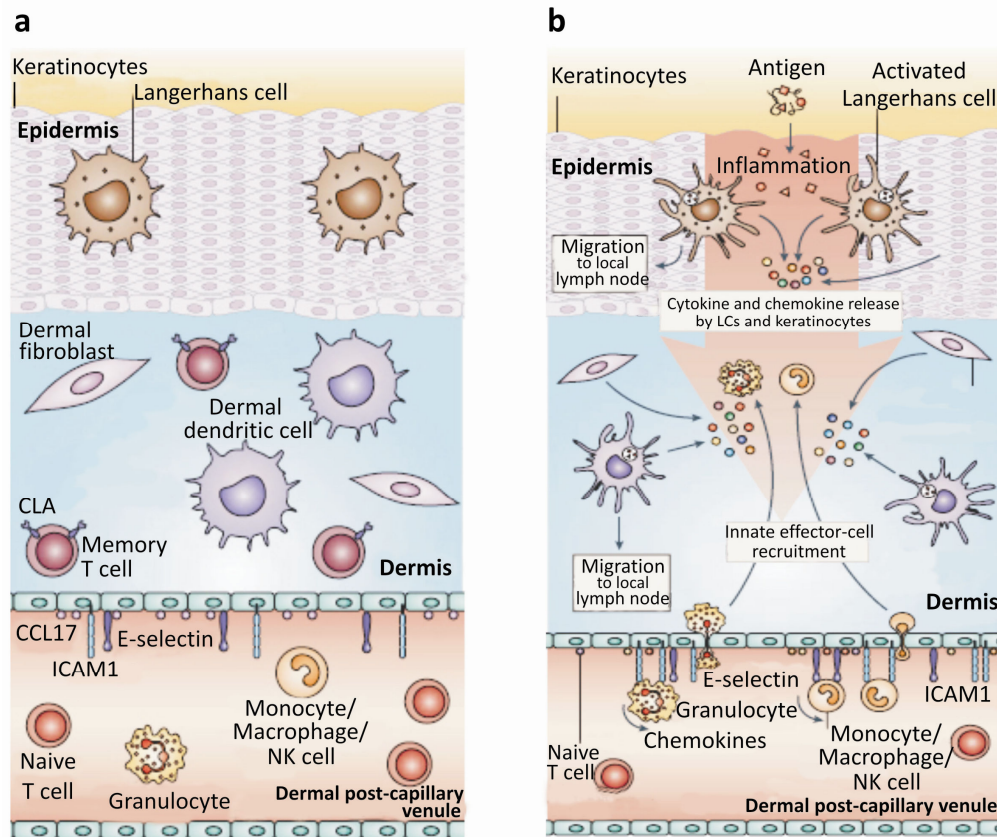 a
Keratinocytes
Langerhans cell
Epidermis
Dermal
fibroblast
Dermal
dendritic cell
CLA
Memory
T cell
Dermis
CCL17
E-selectin
ICAM1
Monocyte/
Macrophage/
NK cell
Naive
T cell
Granulocyte
Dermal post-capillary
venule
b
Keratinocytes
Antigen
Activated
Langerhans cell
Epidermis
Inflammation
Migration
to local
lymph node
Cytokine and chemokine release
by LCs and keratinocytes
Innate effector-cell
recruitment
Migration
to local
lymph node
Dermis
E-selectin
ICAM1
Granulocyte
Chemokines
Monocyte/
Macrophage/
NK cell
Naive
T cell
Dermal post-capillary venule